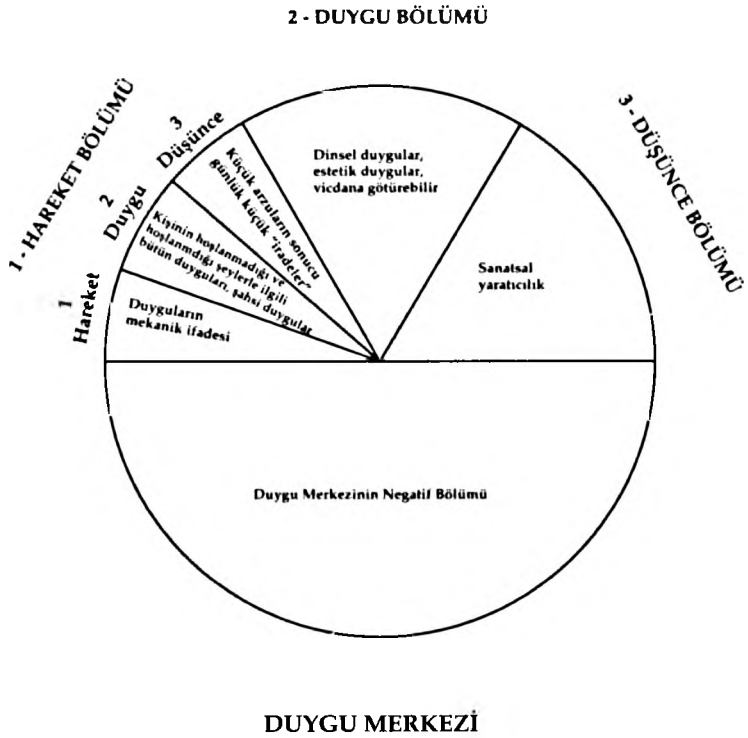 2 - DUYGU BÖLÜMÜ
1 - HAREKET BÖLÜMÜ
3 - DÜŞÜNCE BÖLÜMÜ
1
Hareket
2
Duygu
3
Düşünce
Duyguların
mekanik ifadesi
Kişinin hoşlanmadığı ve
hoşlanmdığı şeylerle ilgili
bütün duyguları, şahsi duygular
Küçük arzuların sonucu
günlük küçük "iradeler"
Dinsel duygular,
estetik duygular,
vicdana götürebilir
Sanatsal
yaratıcılık
Duygu Merkezinin Negatif Bölümü
DUYGU MERKEZİ